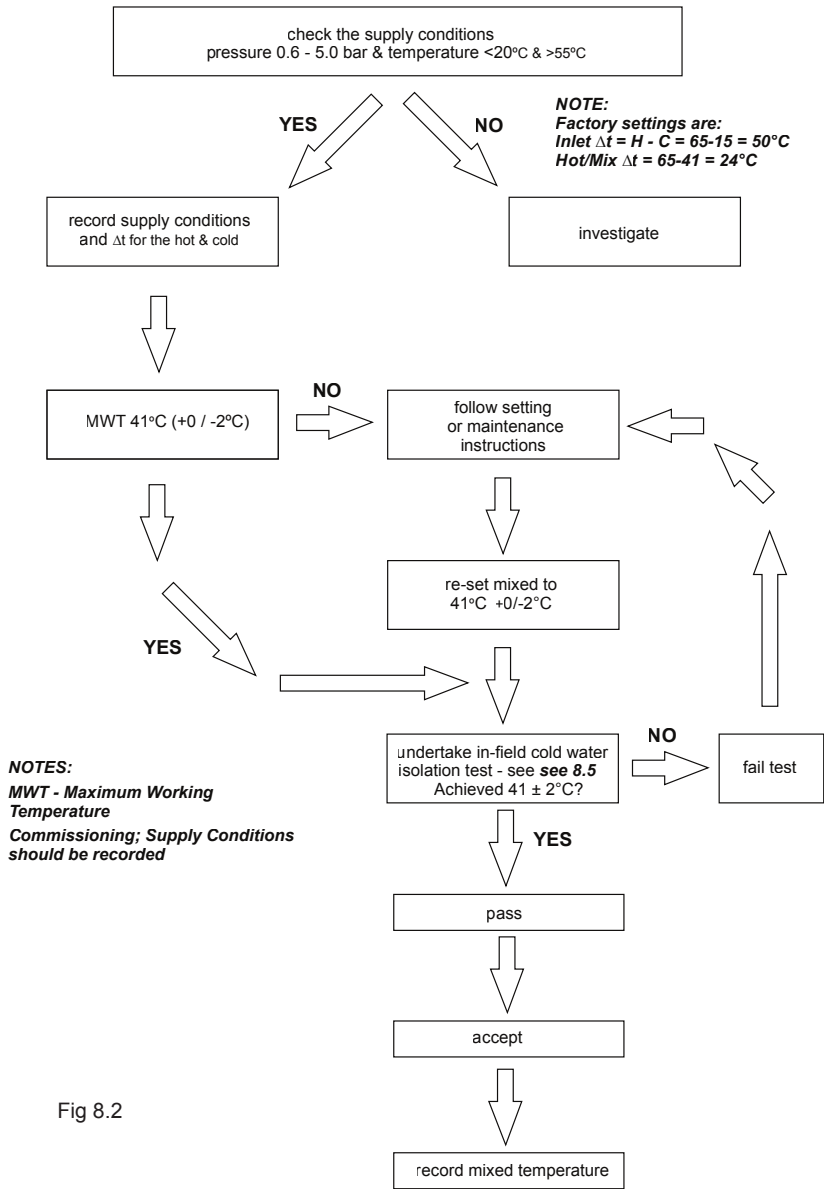 check the supply conditions
pressure 0.6 - 5.0 bar & temperature <20ºC & >55ºC
YES
NO
NOTE:
Factory settings are:
Inlet Δt = H - C = 65-15 = 50°C
Hot/Mix Δt = 65-41 = 24°C
record supply conditions
and Δt for the hot & cold
investigate
MWT 41ºC (+0 / -2ºC)
NO
follow setting
or maintenance
instructions
re-set mixed to
41ºC +0/-2°C
YES
undertake in-field cold water
isolation test - see see 8.5
Achieved 41 ± 2°C?
NO
fail test
NOTES:
MWT - Maximum Working
Temperature
Commissioning; Supply Conditions
should be recorded
YES
pass
accept
Fig 8.2
record mixed temperature